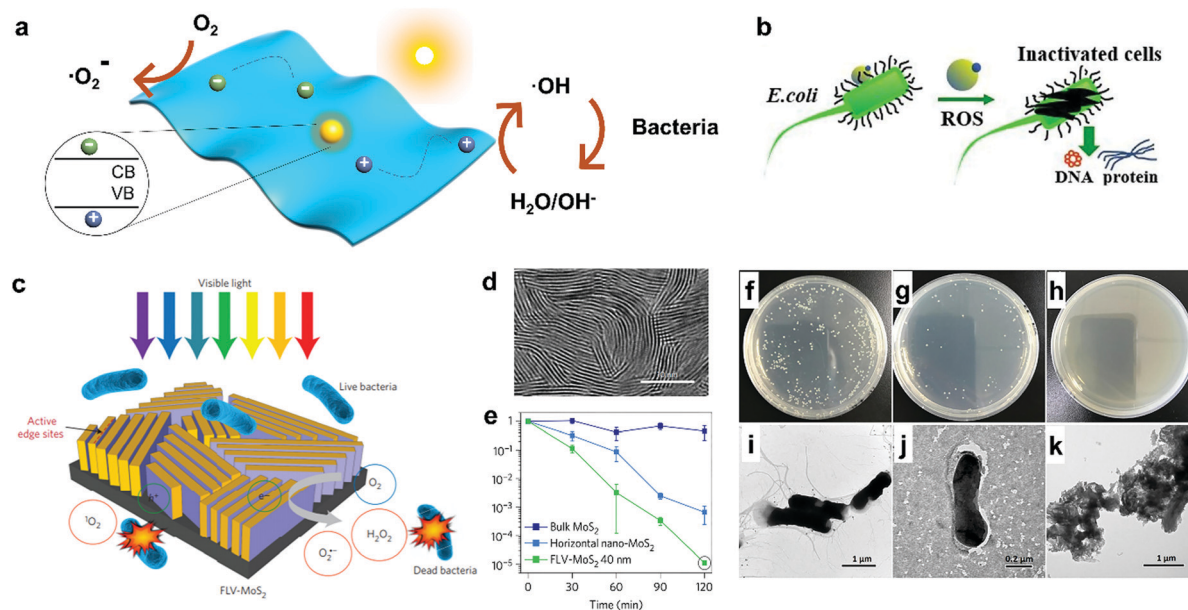 a
O₂
·O₂⁻
CB
VB
·OH
Bacteria
H₂O/OH⁻
b
E.coli
ROS
Inactivated cells
DNA protein
c
Visible light
Live bacteria
Active
edge sites
h⁺
e⁻
O₂
¹O₂
O₂•⁻
H₂O₂
Dead bacteria
FLV-MoS₂
d
e
1
10⁻¹
10⁻²
10⁻³
10⁻⁴
10⁻⁵
Bulk MoS₂
Horizontal nano-MoS₂
FLV-MoS₂ 40 nm
0 30 60 90 120
Time (min)
f
g
h
i
1 µm
j
0.2 µm
k
1 µm